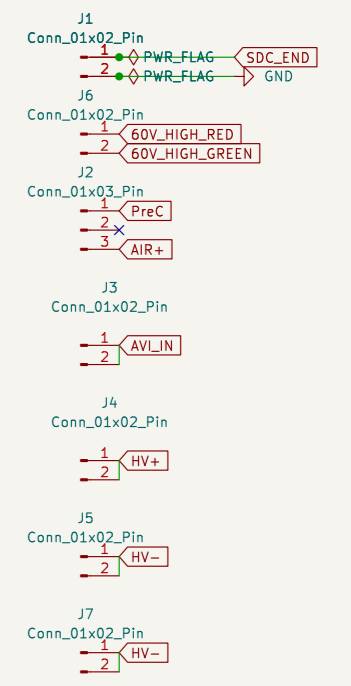 J1
Conn_01x02_Pin
1 PWR_FLAG SDC_END
2 PWR_FLAG GND
J6
Conn_01x02_Pin
1 60V_HIGH_RED
2 60V_HIGH_GREEN
J2
Conn_01x03_Pin
1 PreC
2
3 AIR+
J3
Conn_01x02_Pin
1 AVI_IN
2
J4
Conn_01x02_Pin
1 HV+
2
J5
Conn_01x02_Pin
1 HV-
2
J7
Conn_01x02_Pin
1 HV-
2